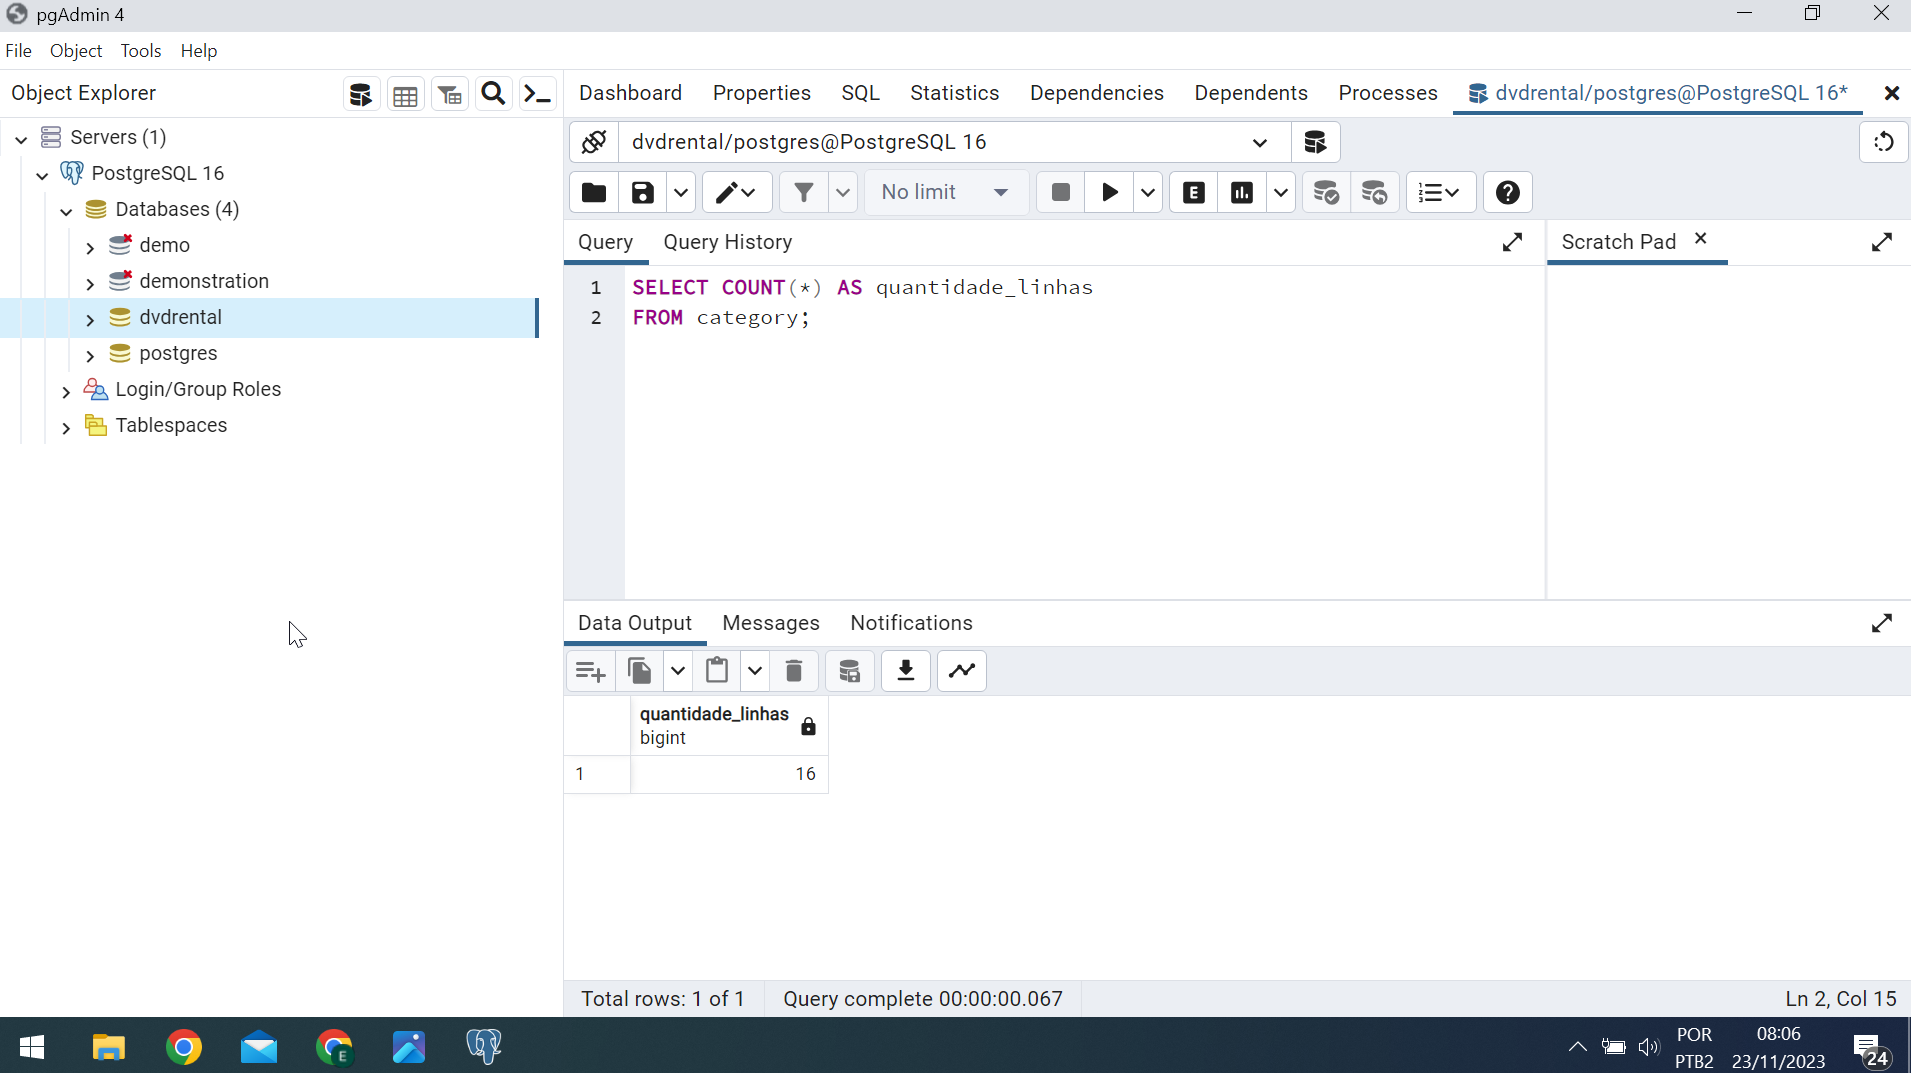 pgAdmin 4
File Object Tools Help
Object Explorer
Dashboard Properties SQL Statistics Dependencies Dependents Processes dvdrental/postgres@PostgreSQL 16*
Servers (1)
PostgreSQL 16
Databases (4)
demo
demonstration
dvdrental
postgres
Login/Group Roles
Tablespaces
dvdrental/postgres@PostgreSQL 16
No limit
E
Query Query History
Scratch Pad
1 SELECT COUNT(*) AS quantidade_linhas
2 FROM category;
Data Output Messages Notifications
quantidade_linhas
bigint
1 16
Total rows: 1 of 1 Query complete 00:00:00.067 Ln 2, Col 15
E
POR 08:06
PTB2 23/11/2023 24